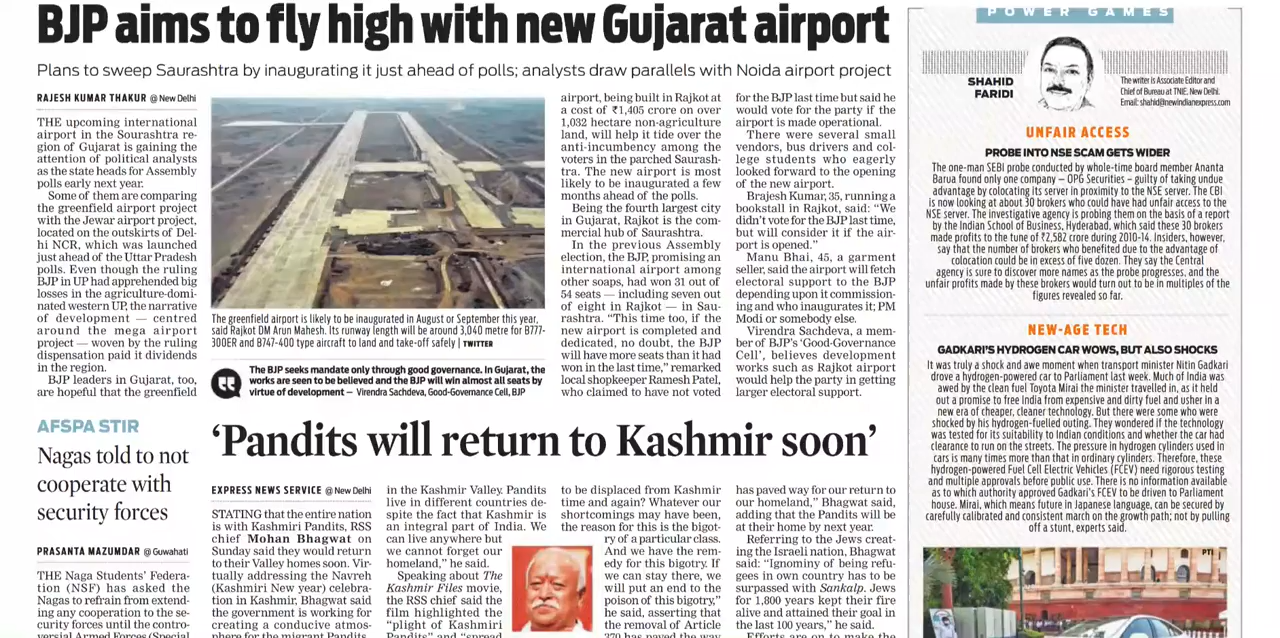 BJP aims to fly high with new Gujarat airport
Plans to sweep Saurashtra by inaugurating it just ahead of polls; analysts draw parallels with Noida airport project
RAJESH KUMAR THAKUR @ New Delhi
THE upcoming international
airport in the Sourashtra re-
gion of Gujarat is gaining the
attention of political analysts
as the state heads for Assembly
polls early next year.
Some of them are comparing
the greenfield airport project
with the Jewar airport project,
located on the outskirts of Del-
hi NCR, which was launched
just ahead of the Uttar Pradesh
polls. Even though the ruling
BJP in UP had apprehended big
losses in the agriculture-domi-
nated western UP, the narrative
of development — centred
around the mega airport
project — woven by the ruling
dispensation paid it dividends
in the region.
BJP leaders in Gujarat, too,
are hopeful that the greenfield
The greenfield airport is likely to be inaugurated in August or September this year,
said Rajkot DM Arun Mahesh. Its runway length will be around 3,040 metre for B777-
300ER and B747-400 type aircraft to land and take-off safely | TWITTER
The BJP seeks mandate only through good governance. In Gujarat, the
works are seen to be believed and the BJP will win almost all seats by
virtue of development – Virendra Sachdeva, Good-Governance Cell, BJP
airport, being built in Rajkot at
a cost of ₹1,405 crore on over
1,032 hectare non-agriculture
land, will help it tide over the
anti-incumbency among the
voters in the parched Saurash-
tra. The new airport is most
likely to be inaugurated a few
months ahead of the polls.
Being the fourth largest city
in Gujarat, Rajkot is the com-
mercial hub of Saurashtra.
In the previous Assembly
election, the BJP, promising an
international airport among
other soaps, had won 31 out of
54 seats — including seven out
of eight in Rajkot — in Sau-
rashtra. “This time too, if the
new airport is completed and
dedicated, no doubt, the BJP
will have more seats than it had
won in the last time,” remarked
local shopkeeper Ramesh Patel,
who claimed to have not voted
for the BJP last time but said he
would vote for the party if the
airport is made operational.
There were several small
vendors, bus drivers and col-
lege students who eagerly
looked forward to the opening
of the new airport.
Brajesh Kumar, 35, running a
bookstall in Rajkot, said: “We
didn’t vote for the BJP last time,
but will consider it if the air-
port is opened.”
Manu Bhai, 45, a garment
seller, said the airport will fetch
electoral support to the BJP
depending upon it commission-
ing and who inaugurates it; PM
Modi or somebody else.
Virendra Sachdeva, a mem-
ber of BJP’s ‘Good-Governance
Cell’, believes development
works such as Rajkot airport
would help the party in getting
larger electoral support.
AFSPA STIR
Nagas told to not
cooperate with
security forces
PRASANTA MAZUMDAR @ Guwahati
THE Naga Students’ Federa-
tion (NSF) has asked the
Nagas to refrain from extend-
ing any cooperation to the se-
curity forces until the contro-
versial Armed Forces (Special
‘Pandits will return to Kashmir soon’
EXPRESS NEWS SERVICE @ New Delhi
STATING that the entire nation
is with Kashmiri Pandits, RSS
chief Mohan Bhagwat on
Sunday said they would return
to their Valley homes soon. Vir-
tually addressing the Navreh
(Kashmiri New year) celebra-
tion in Kashmir, Bhagwat said
the government is working for
creating a conducive atmos-
phere for the migrant Pandits
in the Kashmir Valley. Pandits
live in different countries de-
spite the fact that Kashmir is
an integral part of India. We
can live anywhere but
we cannot forget our
homeland,” he said.
Speaking about The
Kashmir Files movie,
the RSS chief said the
film highlighted the
“plight of Kashmiri
Pandits” and “spread
to be displaced from Kashmir
time and again? Whatever our
shortcomings may have been,
the reason for this is the bigot-
ry of a particular class.
And we have the rem-
edy for this bigotry. If
we can stay there, we
will put an end to the
poison of this bigotry,”
he said, asserting that
the removal of Article
370 has paved the way
has paved way for our return to
our homeland,” Bhagwat said,
adding that the Pandits will be
at their home by next year.
Referring to the Jews creat-
ing the Israeli nation, Bhagwat
said: “Ignominy of being refu-
gees in own country has to be
surpassed with Sankalp. Jews
for 1,800 years kept their fire
alive and attained their goal in
the last 100 years,” he said.
Efforts are on to make the
POWER GAMES
SHAHID
FARIDI
The writer is Associate Editor and
Chief of Bureau at TNIE, New Delhi.
Email: shahid@newindianexpress.com
UNFAIR ACCESS
PROBE INTO NSE SCAM GETS WIDER
The one-man SEBI probe conducted by whole-time board member Ananta
Barua found only one company – OPG Securities – guilty of taking undue
advantage by colocating its server in proximity to the NSE server. The CBI
is now looking at about 30 brokers who could have had unfair access to the
NSE server. The investigative agency is probing them on the basis of a report
by the Indian School of Business, Hyderabad, which said these 30 brokers
made profits to the tune of ₹2,582 crore during 2010-14. Insiders, however,
say that the number of brokers who benefited due to the advantage of
colocation could be in excess of five dozen. They say the Central
agency is sure to discover more names as the probe progresses, and the
unfair profits made by these brokers would turn out to be in multiples of the
figures revealed so far.
NEW-AGE TECH
GADKARI’S HYDROGEN CAR WOWS, BUT ALSO SHOCKS
It was truly a shock and awe moment when transport minister Nitin Gadkari
drove a hydrogen-powered car to Parliament last week. Much of India was
awed by the clean fuel Toyota Mirai the minister travelled in, as it held
out a promise to free India from expensive and dirty fuel and usher in a
new era of cheaper, cleaner technology. But there were some who were
shocked by his hydrogen-fuelled outing. They wondered if the technology
was tested for its suitability to Indian conditions and whether the car had
clearance to run on the streets. The pressure in hydrogen cylinders used in
cars is many times more than that in ordinary cylinders. Therefore, these
hydrogen-powered Fuel Cell Electric Vehicles (FCEV) need rigorous testing
and multiple approvals before public use. There is no information available
as to which authority approved Gadkari’s FCEV to be driven to Parliament
house. Mirai, which means future in Japanese language, can be secured by
carefully calibrated and consistent march on the growth path; not by pulling
off a stunt, experts said.
PTI